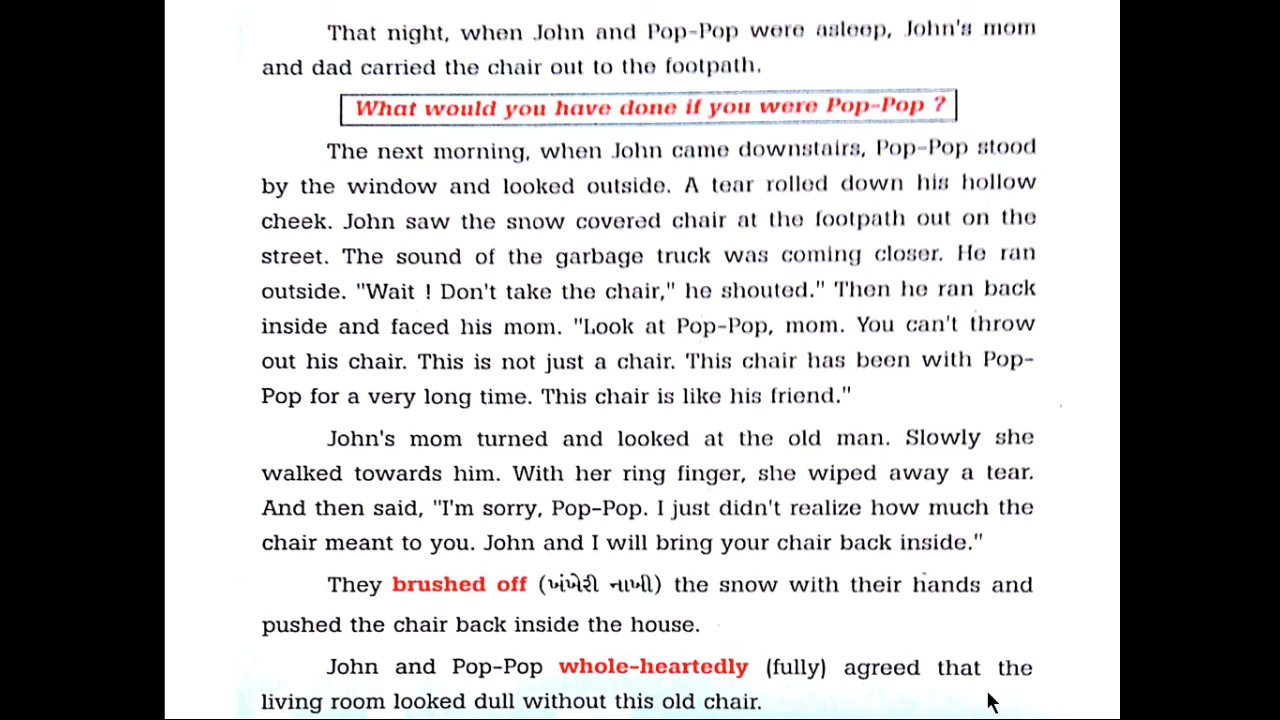 That night, when John and Pop-Pop were asleep, John's mom
and dad carried the chair out to the footpath.
What would you have done if you were Pop-Pop ?
The next morning, when John came downstairs, Pop-Pop stood
by the window and looked outside. A tear rolled down his hollow
cheek. John saw the snow covered chair at the footpath out on the
street. The sound of the garbage truck was coming closer. He ran
outside. "Wait ! Don't take the chair," he shouted." Then he ran back
inside and faced his mom. "Look at Pop-Pop, mom. You can't throw
out his chair. This is not just a chair. This chair has been with Pop-
Pop for a very long time. This chair is like his friend."
John's mom turned and looked at the old man. Slowly she
walked towards him. With her ring finger, she wiped away a tear.
And then said, "I'm sorry, Pop-Pop. I just didn't realize how much the
chair meant to you. John and I will bring your chair back inside."
They brushed off (ખંખેરી નાખી) the snow with their hands and
pushed the chair back inside the house.
John and Pop-Pop whole-heartedly (fully) agreed that the
living room looked dull without this old chair.